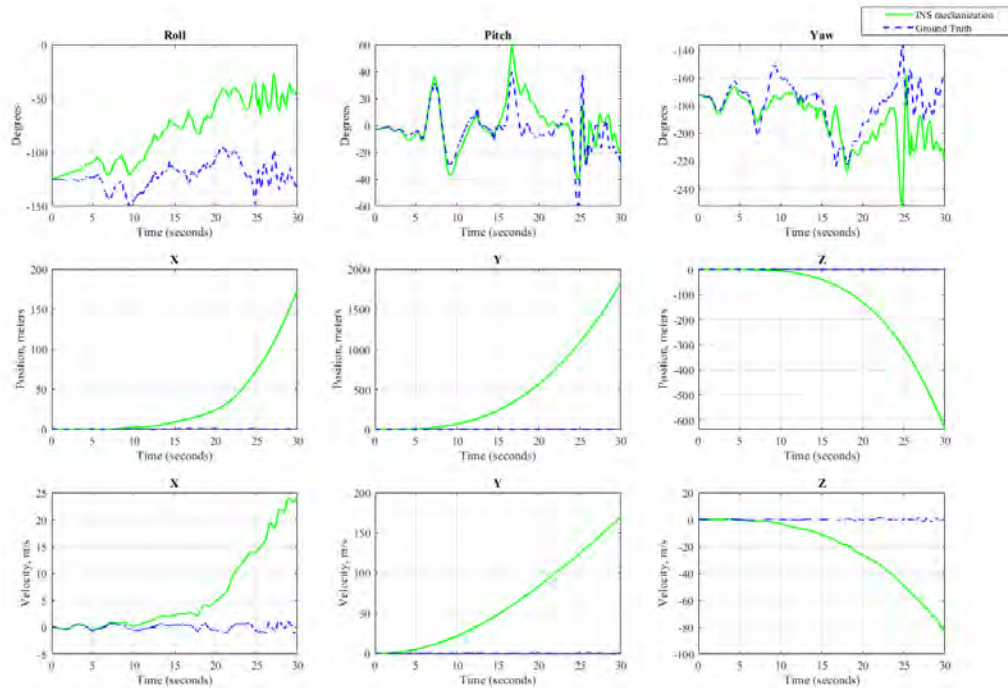 INS mechanization
Ground Truth
Roll
Pitch
Yaw
0
-50
-100
-150
Degrees
0 5 10 15 20 25 30
Time (seconds)
60
40
20
0
-20
-40
-60
Degrees
0 5 10 15 20 25 30
Time (seconds)
-140
-160
-180
-200
-220
-240
Degrees
0 5 10 15 20 25 30
Time (seconds)
X
Y
Z
200
150
100
50
0
Position, meters
0 5 10 15 20 25 30
Time (seconds)
2000
1500
1000
500
0
Position, meters
0 5 10 15 20 25 30
Time (seconds)
0
-100
-200
-300
-400
-500
-600
Position, meters
0 5 10 15 20 25 30
Time (seconds)
X
Y
Z
25
20
15
10
5
0
-5
Velocity, m/s
0 5 10 15 20 25 30
Time (seconds)
200
150
100
50
0
Velocity, m/s
0 5 10 15 20 25 30
Time (seconds)
20
0
-20
-40
-60
-80
-100
Velocity, m/s
0 5 10 15 20 25 30
Time (seconds)